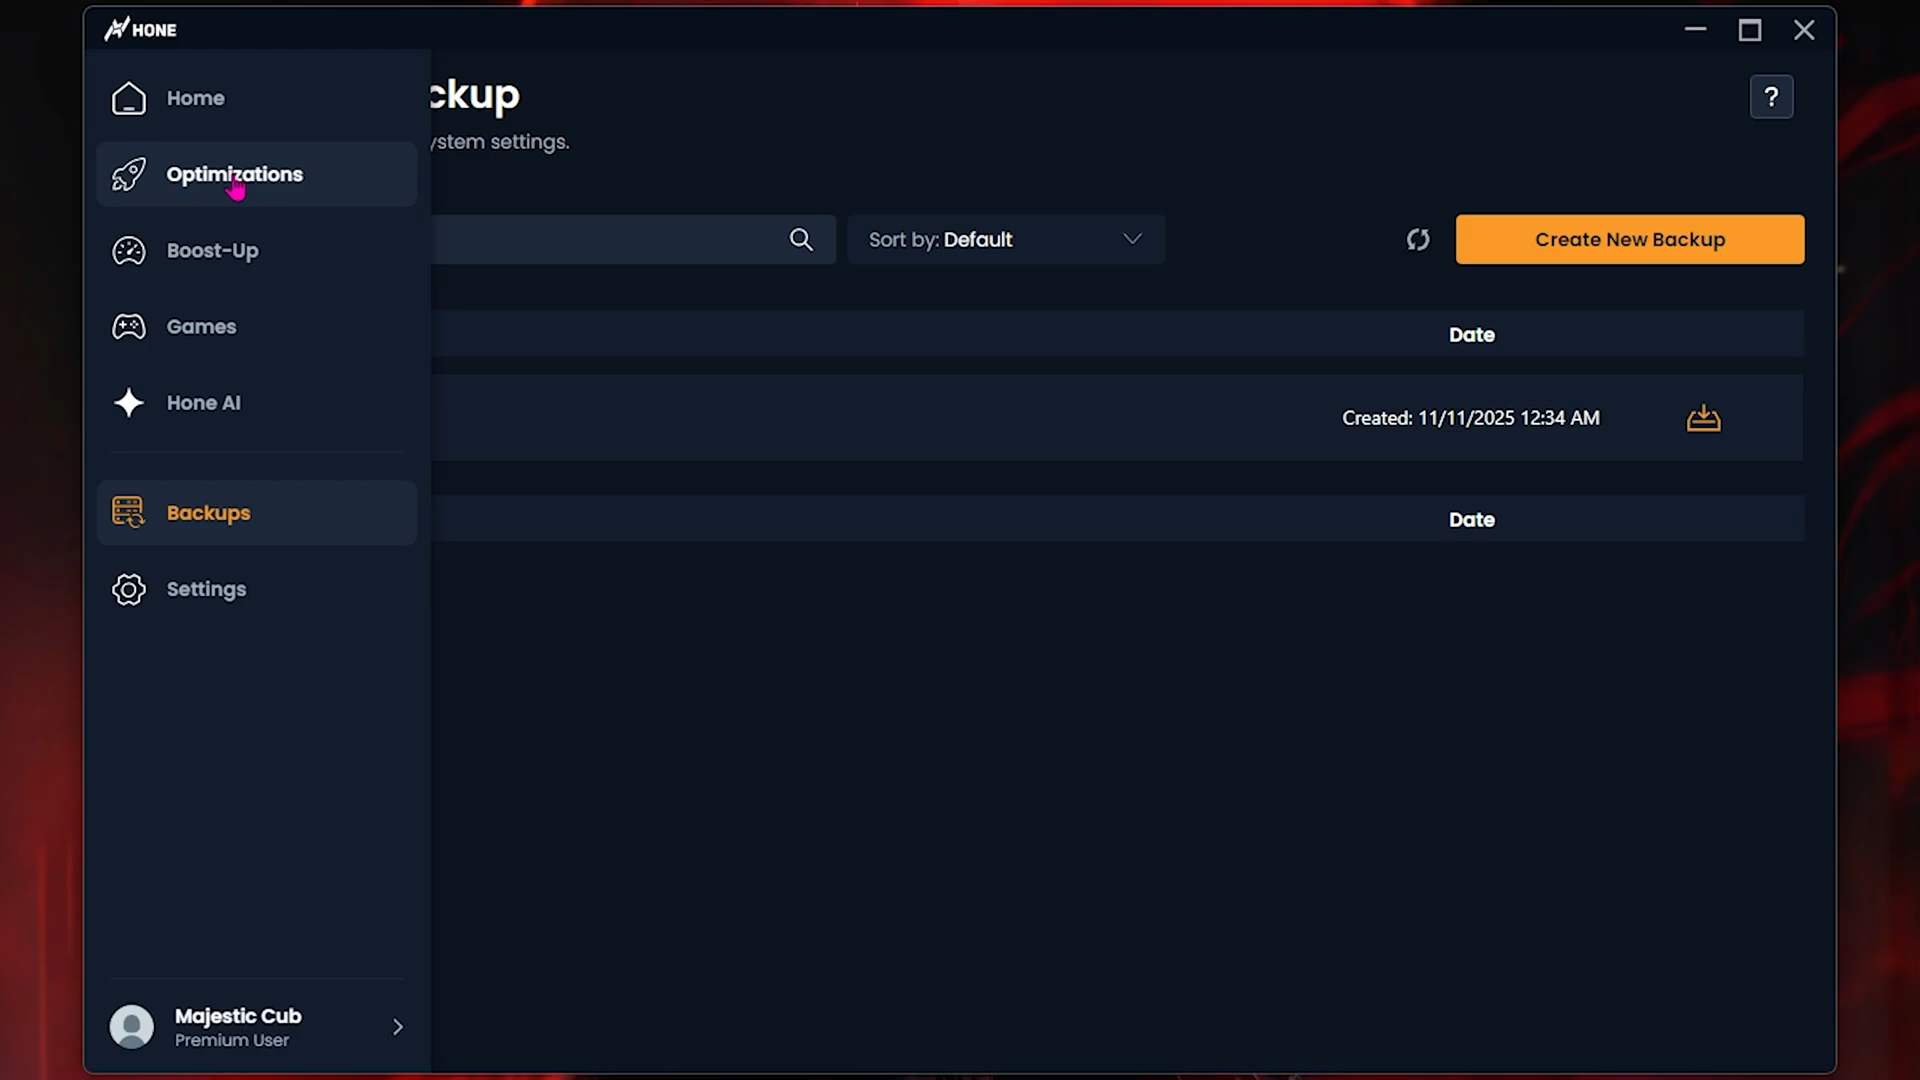 HONE
Home
ckup
?
ystem settings.
Optimizations
Boost-Up
Sort by: Default
Create New Backup
Games
Date
Hone AI
Created: 11/11/2025 12:34 AM
Backups
Date
Settings
Majestic Cub
Premium User